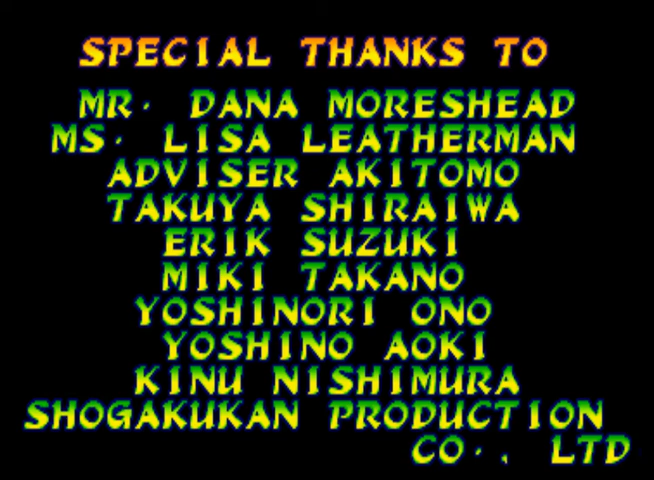 SPECIAL THANKS TO
MR. DANA MORESHEAD
MS. LISA LEATHERMAN
ADVISER AKITOMO
TAKUYA SHIRAIWA
ERIK SUZUKI
MIKI TAKANO
YOSHINORI ONO
YOSHINO AOKI
KINU NISHIMURA
SHOGAKUKAN PRODUCTION
CO., LTD